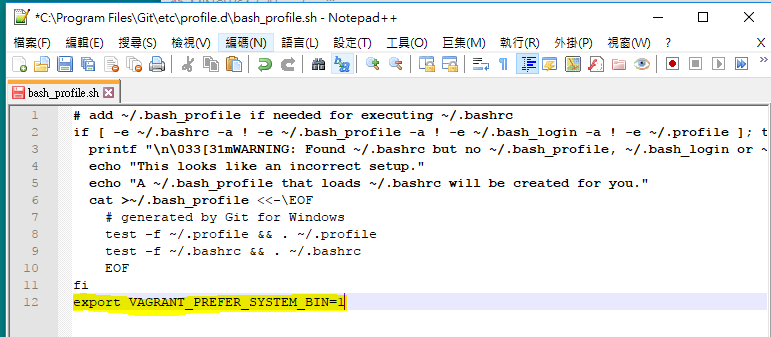 *C:\Program Files\Git\etc\profile.d\bash_profile.sh - Notepad++
檔案(F) 編輯(E) 搜尋(S) 檢視(V) 編碼(N) 語言(L) 設定(T) 工具(O) 巨集(M) 執行(R) 外掛(P) 視窗(W) ? X
bash_profile.sh
1 # add ~/.bash_profile if needed for executing ~/.bashrc
2 if [ -e ~/.bashrc -a ! -e ~/.bash_profile -a ! -e ~/.bash_login -a ! -e ~/.profile ]; t
3 printf "\n\033[31mWARNING: Found ~/.bashrc but no ~/.bash_profile, ~/.bash_login or ~
4 echo "This looks like an incorrect setup."
5 echo "A ~/.bash_profile that loads ~/.bashrc will be created for you."
6 cat >~/.bash_profile <<-\EOF
7 # generated by Git for Windows
8 test -f ~/.profile && . ~/.profile
9 test -f ~/.bashrc && . ~/.bashrc
10 EOF
11 fi
12 export VAGRANT_PREFER_SYSTEM_BIN=1